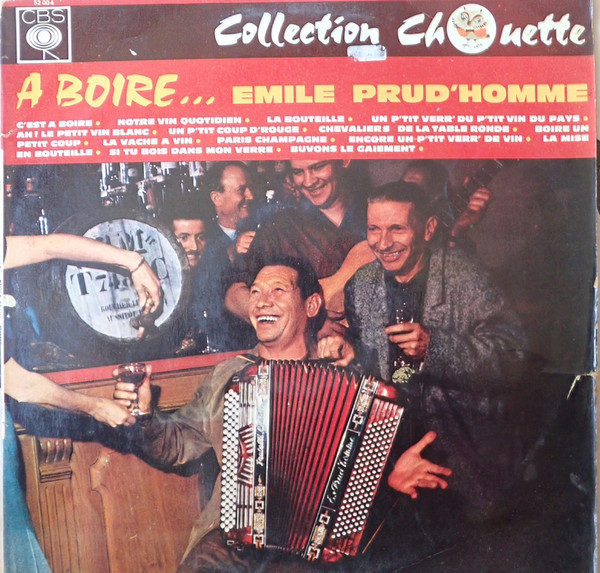 52 004
CBS
Collection Chouette
A BOIRE... EMILE PRUD'HOMME
C'EST A BOIRE • NOTRE VIN QUOTIDIEN • LA BOUTEILLE • UN P'TIT VERR' DU P'TIT VIN DU PAYS •
AH! LE PETIT VIN BLANC • UN P'TIT COUP D'ROUGE • CHEVALIERS DE LA TABLE RONDE • BOIRE UN
PETIT COUP • LA VACHE A VIN • PARIS CHAMPAGNE • ENCORE UN P'TIT VERR' DE VIN • LA MISE
EN BOUTEILLE • SI TU BOIS DANS MON VERRE • BUVONS LE GAIEMENT •